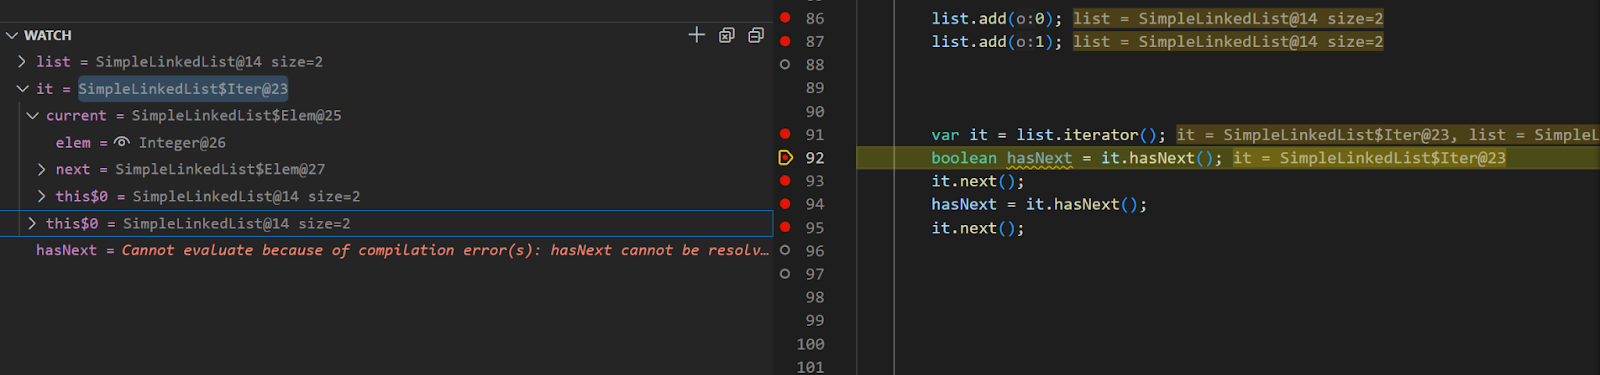 WATCH
list = SimpleLinkedList@14 size=2
it = SimpleLinkedList$Iter@23
current = SimpleLinkedList$Elem@25
elem = Integer@26
next = SimpleLinkedList$Elem@27
this$0 = SimpleLinkedList@14 size=2
this$0 = SimpleLinkedList@14 size=2
hasNext = Cannot evaluate because of compilation error(s): hasNext cannot be resolv…
86 list.add(o:0); list = SimpleLinkedList@14 size=2
87 list.add(o:1); list = SimpleLinkedList@14 size=2
88
89
90
91 var it = list.iterator(); it = SimpleLinkedList$Iter@23, list = SimpleL
92 boolean hasNext = it.hasNext(); it = SimpleLinkedList$Iter@23
93 it.next();
94 hasNext = it.hasNext();
95 it.next();
96
97
98
99
100
101